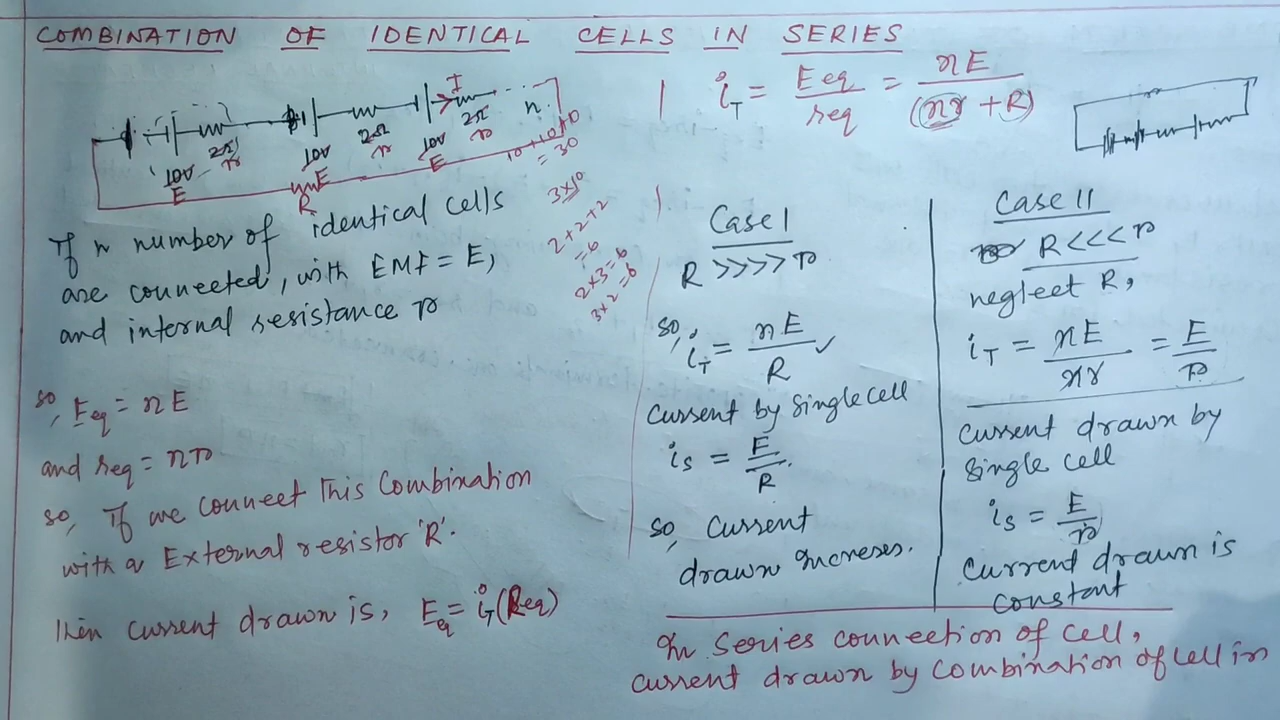 COMBINATION OF IDENTICAL CELLS IN SERIES
10V 2Ω 10V 2Ω 10V 2Ω n
E r E r E r
R
I
10+10+10
= 30
3×10
2+2+2
= 6
2×3=6
3×2=6
If n number of identical cells
are connected, with EMF = E,
and internal resistance r
so, Eeq = nE
and req = nr
so, If we connect This Combination
with a External resistor 'R'.
Then current drawn is, Eeq = iT(Req)
iT = Eeq/req = nE/(nr + R)
Case I
R >>>> r
so, iT = nE/R ✓
Current by Single cell
is = E/R.
so, Current
drawn increses.
Case II
R <<< r
neglect R,
iT = nE/nr = E/r
Current drawn by
Single cell
is = E/r
Current drawn is
constant
In Series connection of cell,
current drawn by combination of cell in